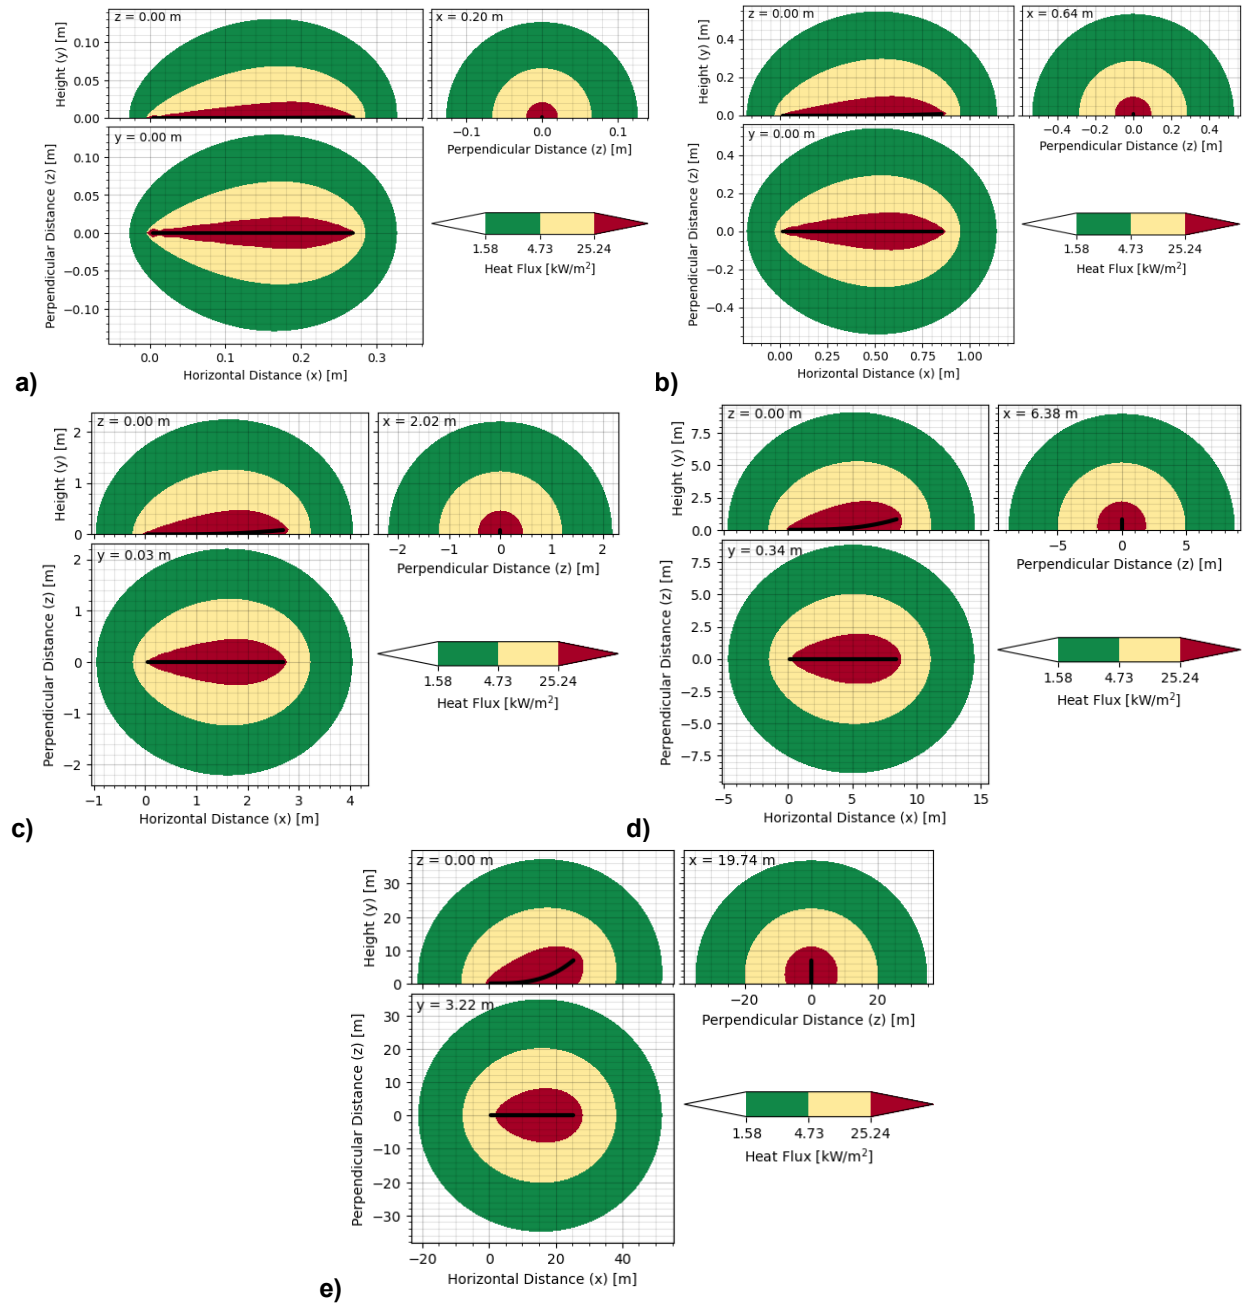 z = 0.00 m
Height (y) [m]
0.10
0.05
0.00
x = 0.20 m
−0.1 0.0 0.1
Perpendicular Distance (z) [m]
y = 0.00 m
Perpendicular Distance (z) [m]
0.10
0.05
0.00
−0.05
−0.10
0.0 0.1 0.2 0.3
Horizontal Distance (x) [m]
1.58 4.73 25.24
Heat Flux [kW/m²]
a)
z = 0.00 m
Height (y) [m]
0.4
0.2
0.0
x = 0.64 m
−0.4 −0.2 0.0 0.2 0.4
Perpendicular Distance (z) [m]
y = 0.00 m
Perpendicular Distance (z) [m]
0.4
0.2
0.0
−0.2
−0.4
0.00 0.25 0.50 0.75 1.00
Horizontal Distance (x) [m]
1.58 4.73 25.24
Heat Flux [kW/m²]
b)
z = 0.00 m
Height (y) [m]
2
1
0
x = 2.02 m
−2 −1 0 1 2
Perpendicular Distance (z) [m]
y = 0.03 m
Perpendicular Distance (z) [m]
2
1
0
−1
−2
−1 0 1 2 3 4
Horizontal Distance (x) [m]
1.58 4.73 25.24
Heat Flux [kW/m²]
c)
z = 0.00 m
Height (y) [m]
7.5
5.0
2.5
0.0
x = 6.38 m
−5 0 5
Perpendicular Distance (z) [m]
y = 0.34 m
Perpendicular Distance (z) [m]
7.5
5.0
2.5
0.0
−2.5
−5.0
−7.5
−5 0 5 10 15
Horizontal Distance (x) [m]
1.58 4.73 25.24
Heat Flux [kW/m²]
d)
z = 0.00 m
Height (y) [m]
30
20
10
0
x = 19.74 m
−20 0 20
Perpendicular Distance (z) [m]
y = 3.22 m
Perpendicular Distance (z) [m]
30
20
10
0
−10
−20
−30
−20 0 20 40
Horizontal Distance (x) [m]
1.58 4.73 25.24
Heat Flux [kW/m²]
e)